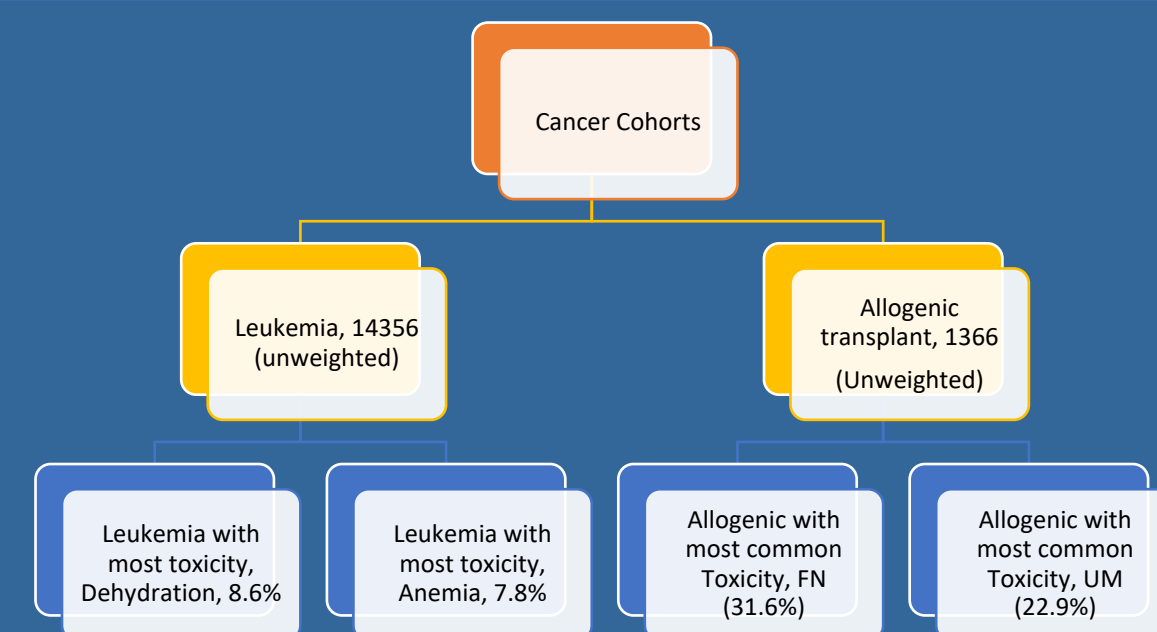 Cancer Cohorts
Leukemia, 14356
(unweighted)
Allogenic
transplant, 1366
(Unweighted)
Leukemia with
most toxicity,
Dehydration, 8.6%
Leukemia with
most toxicity,
Anemia, 7.8%
Allogenic with
most common
Toxicity, FN
(31.6%)
Allogenic with
most common
Toxicity, UM
(22.9%)